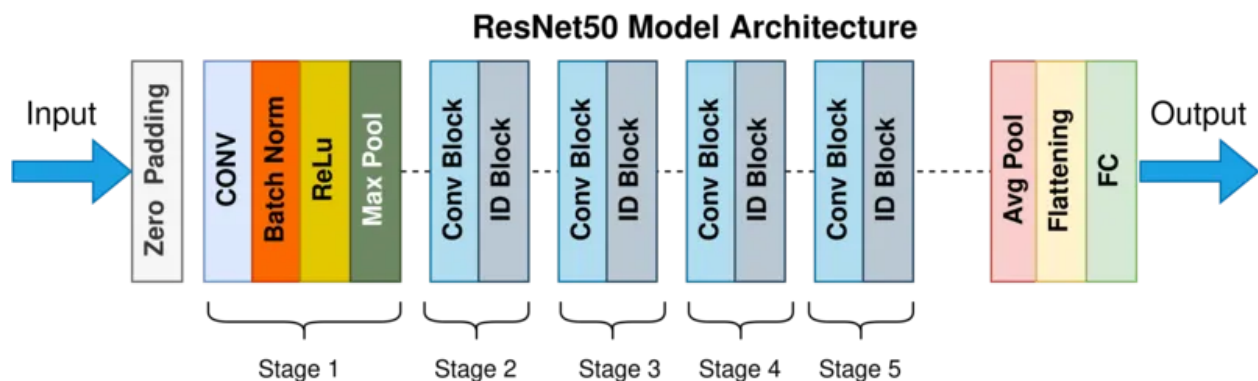 ResNet50 Model Architecture
Input
Zero Padding
CONV
Batch Norm
ReLu
Max Pool
Conv Block
ID Block
Conv Block
ID Block
Conv Block
ID Block
Conv Block
ID Block
Avg Pool
Flattening
FC
Output
Stage 1
Stage 2
Stage 3
Stage 4
Stage 5